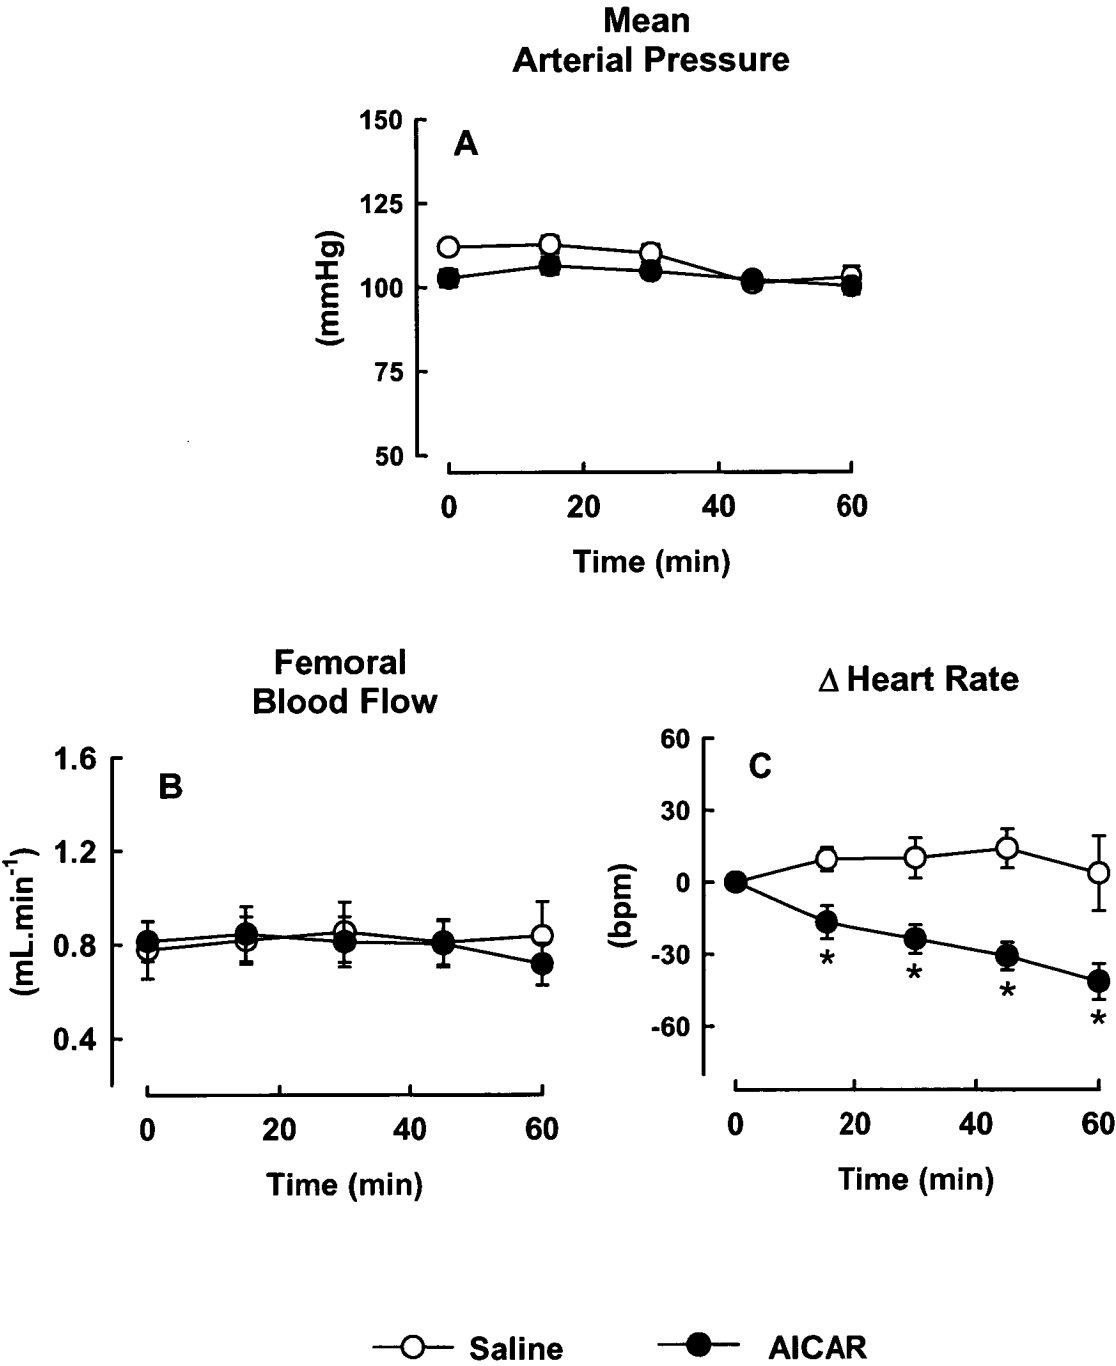 Mean
Arterial Pressure
A
150
125
100
75
50
(mmHg)
0 20 40 60
Time (min)
Femoral
Blood Flow
B
1.6
1.2
0.8
0.4
(mL.min⁻¹)
0 20 40 60
Time (min)
Δ Heart Rate
C
60
30
0
-30
-60
(bpm)
* * * *
0 20 40 60
Time (min)
Saline AICAR